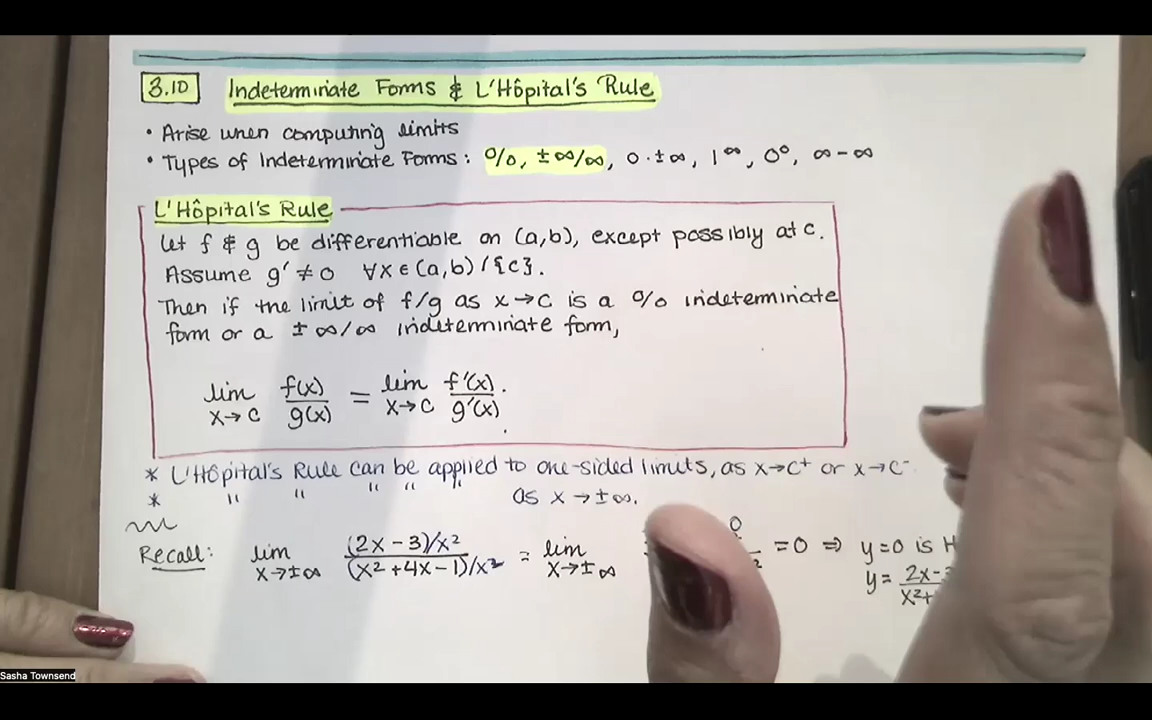 3.10 Indeterminate Forms & L'Hôpital's Rule
• Arise when computing limits
• Types of Indeterminate Forms: 0/0, ±∞/∞, 0·±∞, 1^∞, 0⁰, ∞-∞
L'Hôpital's Rule
Let f & g be differentiable on (a,b), except possibly at c.
Assume g' ≠ 0 ∀x∈(a,b)/{c}.
Then if the limit of f/g as x→c is a 0/0 indeterminate
form or a ±∞/∞ indeterminate form,
lim x→c f(x)/g(x) = lim x→c f'(x)/g'(x).
* L'Hôpital's Rule can be applied to one-sided limits, as x→c⁺ or x→c⁻
* " " " " " as x→±∞.
Recall: lim x→±∞ (2x-3)/x² / (x²+4x-1)/x² = lim x→±∞ 0 = 0 ⇒ y=0 is
y = 2x- / x²+
Sasha Townsend